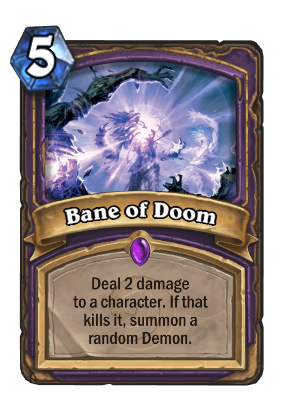 5
Bane of Doom
Deal 2 damage
to a character. If that
kills it, summon a
random Demon.